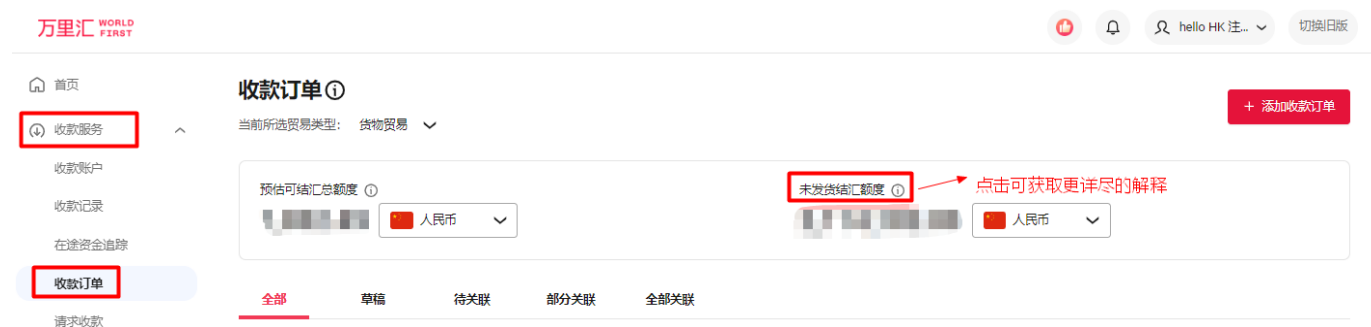 万里汇 WORLD FIRST
hello HK 注...
切换旧版
首页
收款服务
收款账户
收款记录
在途资金追踪
收款订单
请求收款
收款订单
+ 添加收款订单
当前所选贸易类型： 货物贸易
预估可结汇总额度
人民币
未发货结汇额度
点击可获取更详尽的解释
人民币
全部 草稿 待关联 部分关联 全部关联